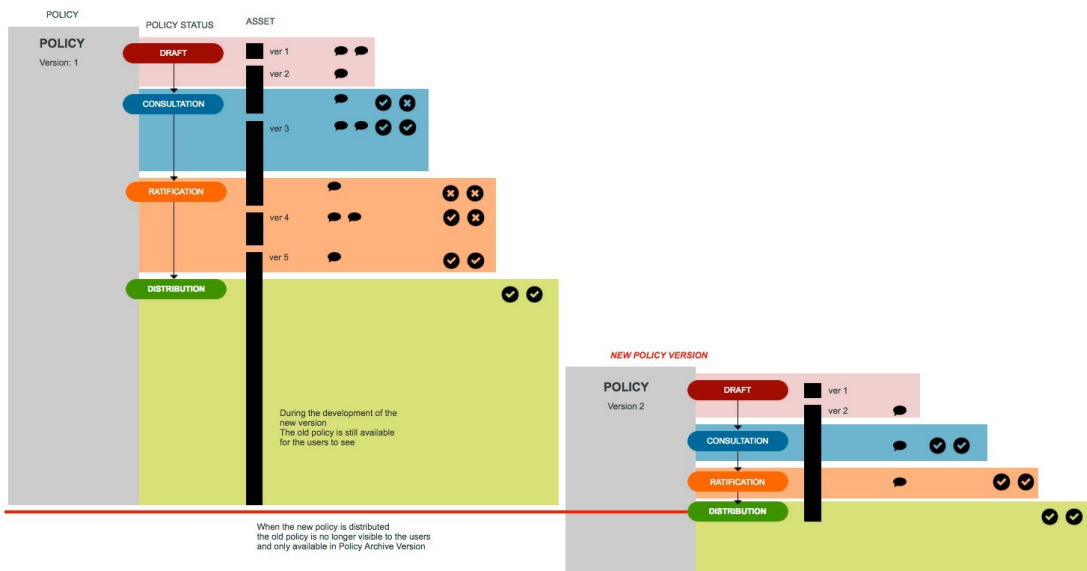 POLICY
POLICY STATUS
ASSET
POLICY
Version: 1
DRAFT
ver 1
ver 2
CONSULTATION
ver 3
RATIFICATION
ver 4
ver 5
DISTRIBUTION
During the development of the
new version
The old policy is still available
for the users to see
NEW POLICY VERSION
POLICY
Version 2
DRAFT
ver 1
ver 2
CONSULTATION
RATIFICATION
DISTRIBUTION
When the new policy is distributed
the old policy is no longer visible to the users
and only available in Policy Archive Version